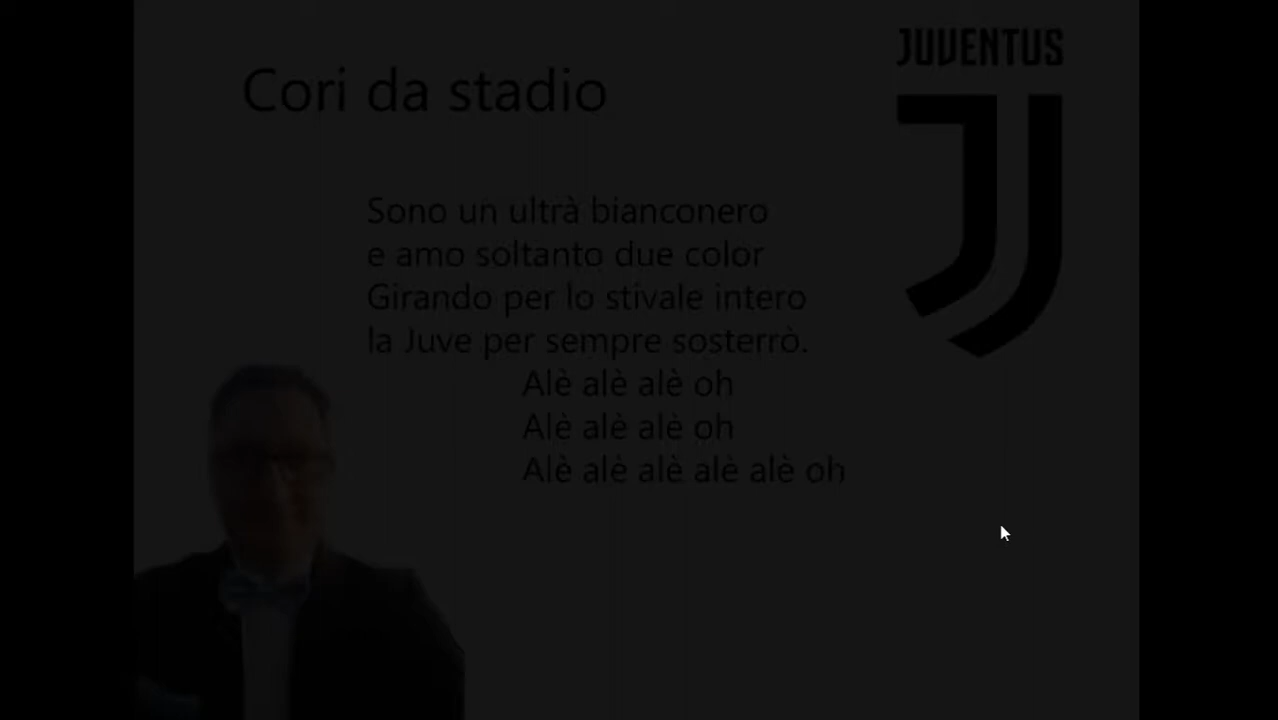 JUVENTUS
Cori da stadio
Sono un ultrà bianconero
e amo soltanto due color
Girando per lo stivale intero
la Juve per sempre sosterrò.
Alè alè alè oh
Alè alè alè oh
Alè alè alè alè alè oh